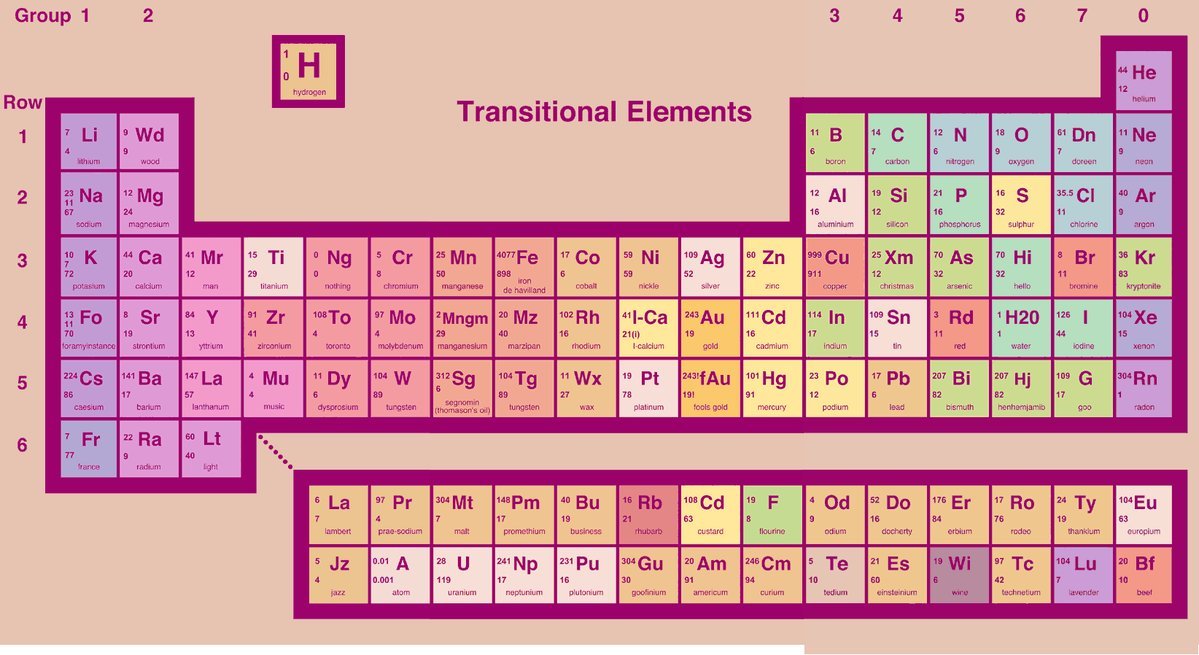 Group 1 2 3 4 5 6 7 0
1 H 0 hydrogen
44 He 12 helium
Row
Transitional Elements
1
7 Li 4 lithium
9 Wd 9 wood
11 B 6 boron
14 C 7 carbon
12 N 6 nitrogen
18 O 9 oxygen
61 Dn 7 doreen
11 Ne 9 neon
2
23 11 67 Na sodium
12 Mg 24 magnesium
12 Al 16 aluminium
19 Si 12 silicon
21 P 16 phosphorus
16 S 32 sulphur
35.5 Cl 11 chlorine
40 Ar 9 argon
3
10 7 72 K potasium
44 Ca 20 calcium
41 Mr 12 man
15 Ti 29 titanium
0 Ng 0 nothing
5 Cr 8 chromium
25 Mn 50 manganese
4077 Fe 898 iron de havilland
17 Co 6 cobalt
59 Ni 59 nickle
109 Ag 52 silver
60 Zn 22 zinc
999 Cu 911 copper
25 Xm 12 christmas
70 As 32 arsenic
70 Hi 32 hello
8 Br 11 bromine
36 Kr 83 kryptonite
4
13 11 70 Fo foramyinstance
8 Sr 19 strontium
84 Y 13 yttrium
91 Zr 41 zirconium
108 To 4 toronto
97 Mo 4 molybdenum
2 Mngm 29 manganesium
20 Mz 40 marzipan
102 Rh 16 rhodium
41 I-Ca 21(i) I-calcium
243 Au 19 gold
111 Cd 16 cadmium
114 In 17 indium
109 Sn 15 tin
3 Rd 11 red
1 H20 1 water
126 I 44 iodine
104 Xe 15 xenon
5
224 Cs 86 caesium
141 Ba 17 barium
147 La 57 lanthanum
4 Mu 4 music
11 Dy 6 dysprosium
104 W 89 tungsten
312 Sg 6 segnomin (thomason's oil)
104 Tg 89 tungsten
11 Wx 27 wax
19 Pt 78 platinum
243! fAu 19! fools gold
101 Hg 91 mercury
23 Po 12 podium
17 Pb 6 lead
207 Bi 82 bismuth
207 Hj 82 henhernjamib
109 G 17 goo
304 Rn 1 radon
6
7 Fr 77 france
22 Ra 9 radium
60 Lt 40 light
6 La 7 lambert
97 Pr 4 prae-sodium
304 Mt 7 malt
148 Pm 17 promethium
40 Bu 19 business
16 Rb 21 rhubarb
108 Cd 63 custard
19 F 8 flourine
4 Od 9 odium
52 Do 16 docherty
176 Er 84 erbium
17 Ro 76 rodeo
24 Ty 19 thankium
104 Eu 63 europium
5 Jz 4 jazz
0.01 A 0.001 atom
28 U 119 uranium
241 Np 17 neptunium
231 Pu 16 plutonium
304 Gu 30 goofinium
20 Am 91 americum
246 Cm 94 curium
5 Te 10 tedium
21 Es 60 einsteinium
19 Wi 6 wine
97 Tc 42 technetium
104 Lu 7 lavender
20 Bf 10 beef